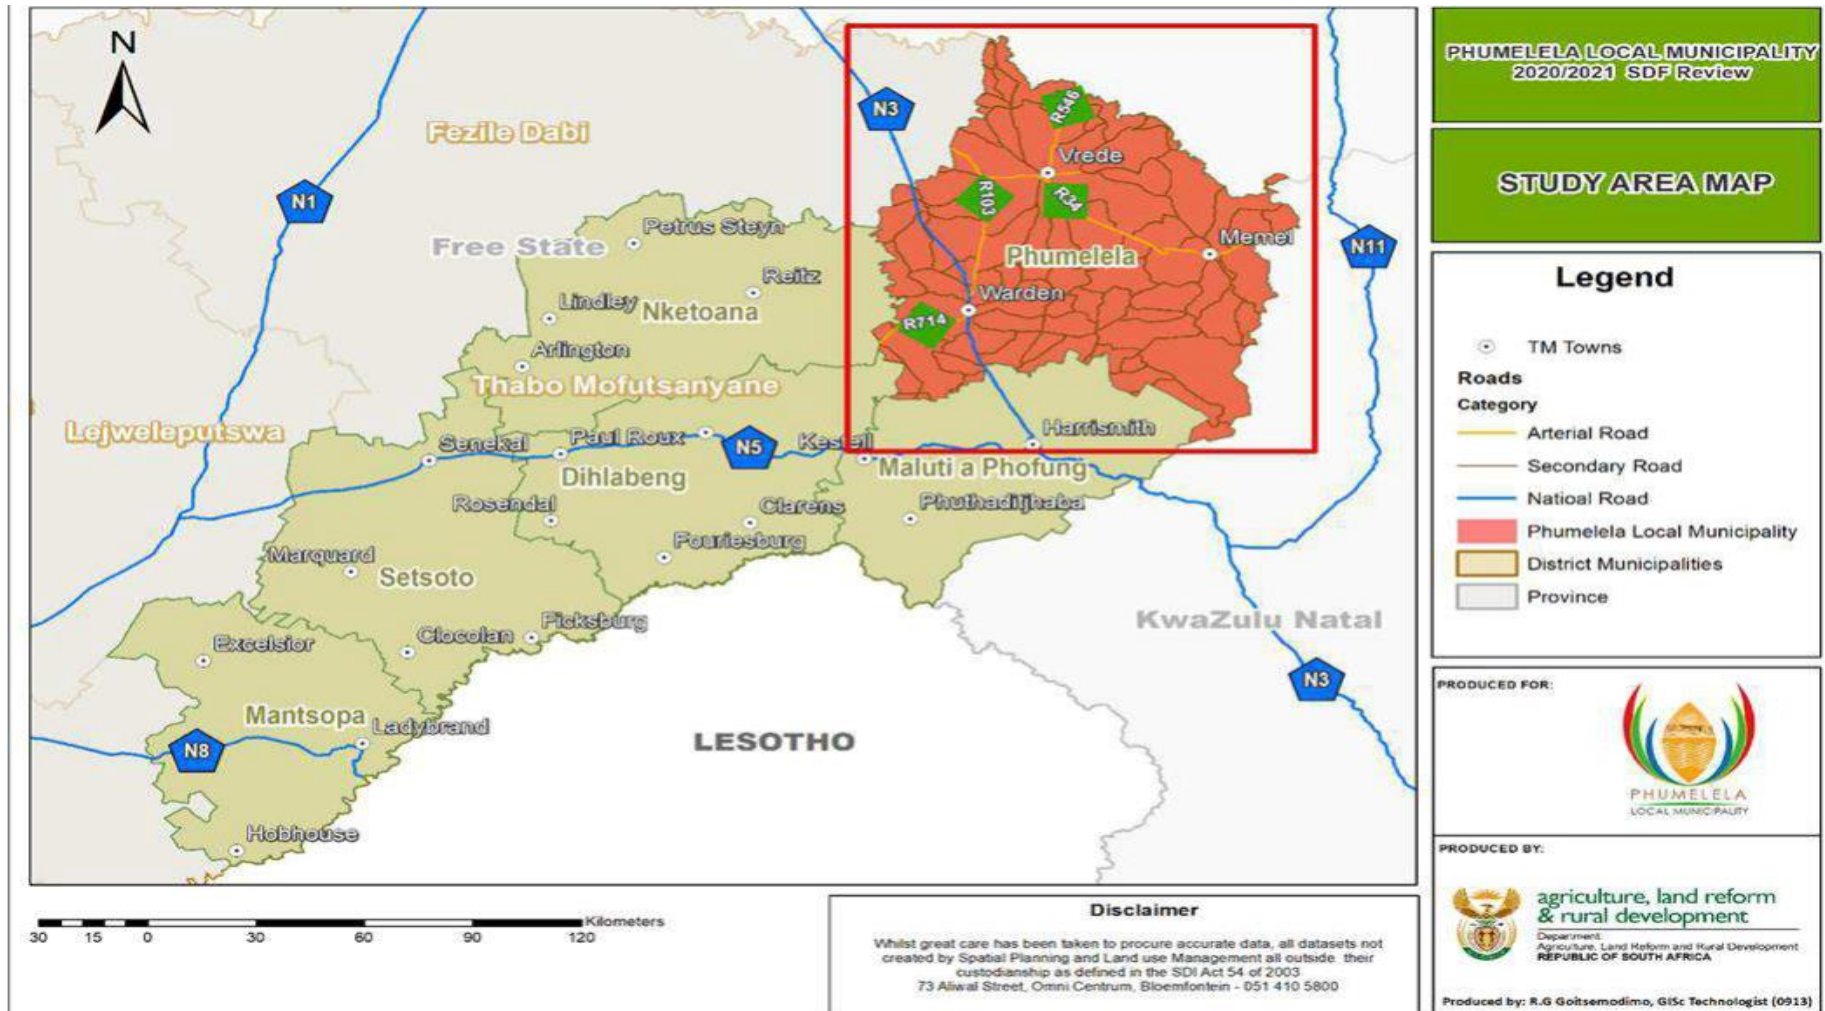 N
Fezile Dabi
N1
N3
R546
Vrede
R103
R34
Memel
N11
Petrus Steyn
Free State
Phumelela
Reitz
Warden
Lindley
Nketoana
R714
Arlington
Thabo Mofutsanyane
Lejweleputswa
Senekal
Paul Roux
N5
Kestell
Harrismith
Dihlabeng
Maluti a Phofung
Rosendal
Clarens
Phuthaditjhaba
Fouriesburg
Marquard
Setsoto
Clocolan
Ficksburg
KwaZulu Natal
Excelsior
N3
Mantsopa
Ladybrand
N8
LESOTHO
Hobhouse
Kilometers
30 15 0 30 60 90 120
Disclaimer
Whilst great care has been taken to procure accurate data, all datasets not
created by Spatial Planning and Land use Management all outside their
custodianship as defined in the SDI Act 54 of 2003
73 Aliwal Street, Omni Centrum, Bloemfontein - 051 410 5800
PHUMELELA LOCAL MUNICIPALITY
2020/2021 SDF Review
STUDY AREA MAP
Legend
TM Towns
Roads
Category
Arterial Road
Secondary Road
Natioal Road
Phumelela Local Municipality
District Municipalities
Province
PRODUCED FOR:
PHUMELELA
LOCAL MUNICIPALITY
PRODUCED BY:
agriculture, land reform
& rural development
Department:
Agriculture, Land Reform and Rural Development
REPUBLIC OF SOUTH AFRICA
Produced by: R.G Goitsemodimo, GISc Technologist (0913)